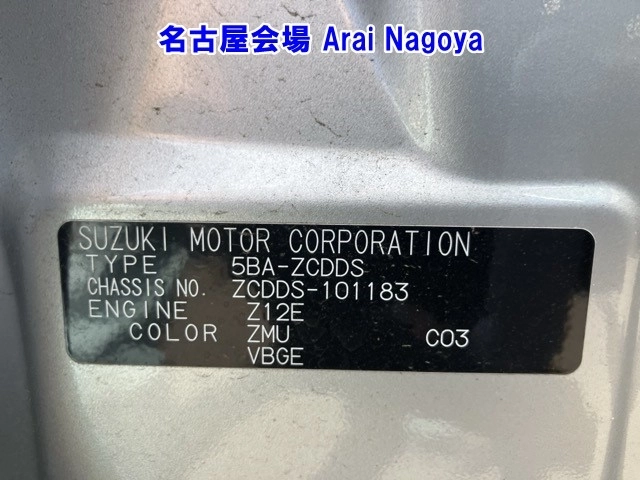 名古屋会場 Arai Nagoya
SUZUKI MOTOR CORPORATION
TYPE 5BA-ZCDDS
CHASSIS NO. ZCDDS-101183
ENGINE Z12E
COLOR ZMU C03
VBGE